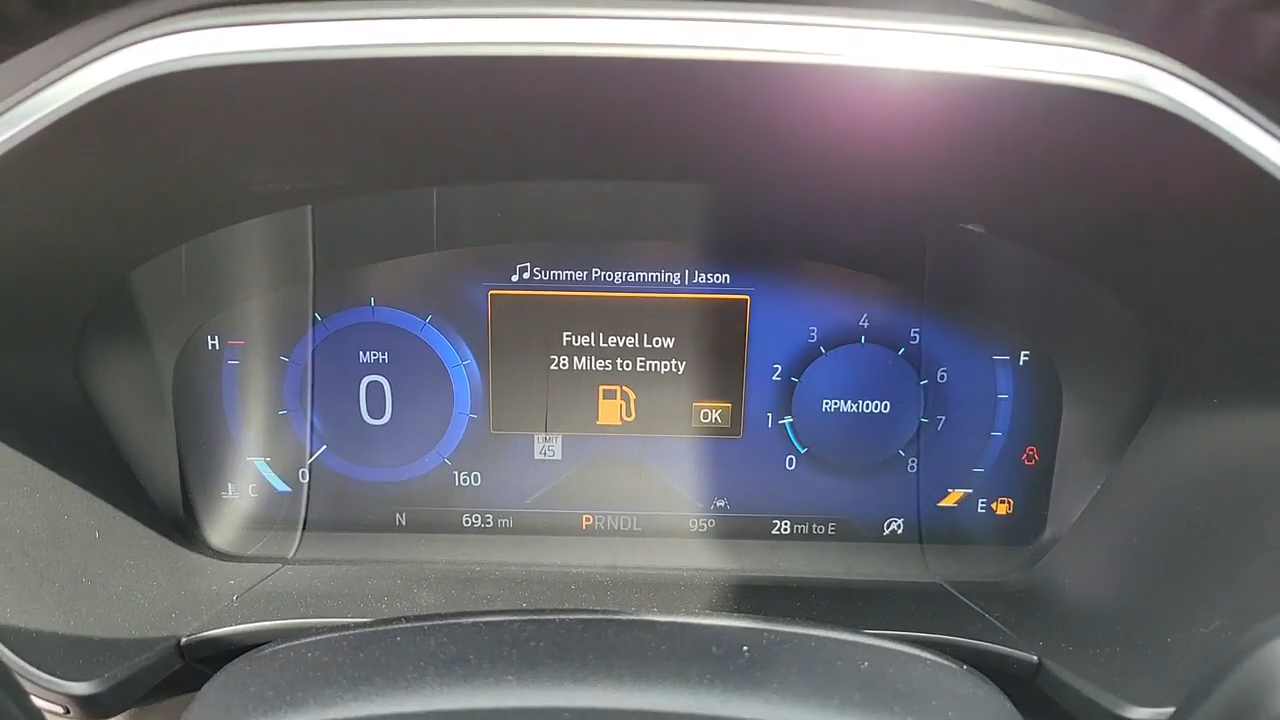 Summer Programming | Jason
Fuel Level Low
28 Miles to Empty
OK
LIMIT
45
H
C
MPH
0
0
160
0
1
2
3
4
5
6
7
8
RPMx1000
F
E
N
69.3 mi
PRNDL
95º
28 mi to E